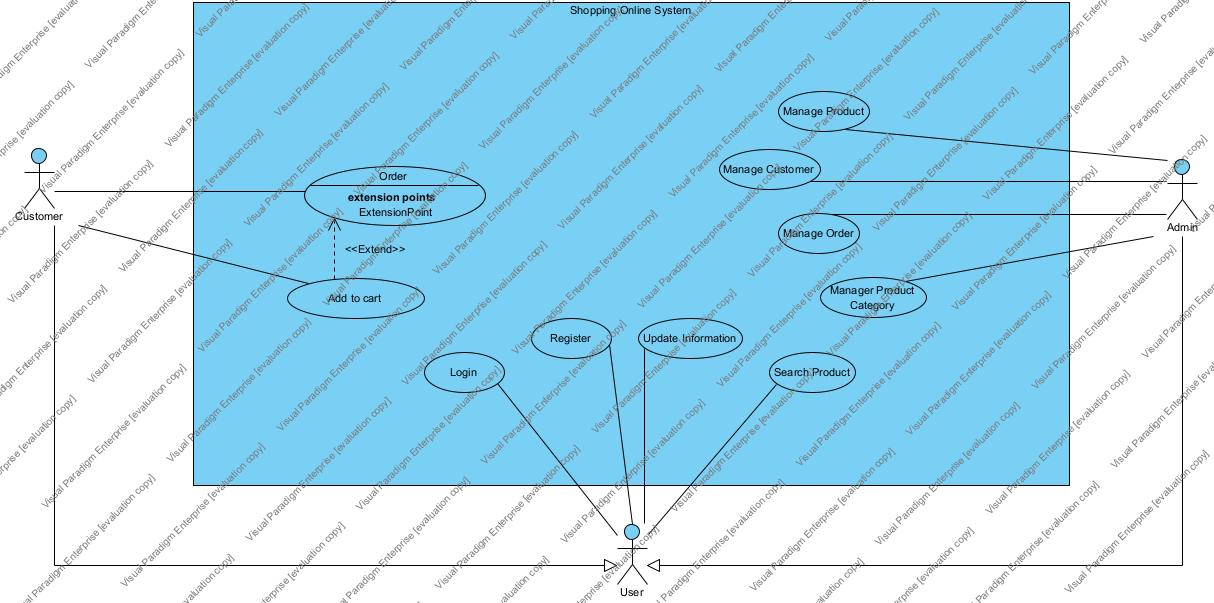 Shopping Online System
Manage Product
Manage Customer
Order
extension points
ExtensionPoint
Customer
Admin
Manage Order
<<Extend>>
Add to cart
Manager Product
Category
Register
Update Information
Login
Search Product
User
Visual Paradigm Enterprise [evaluation copy]